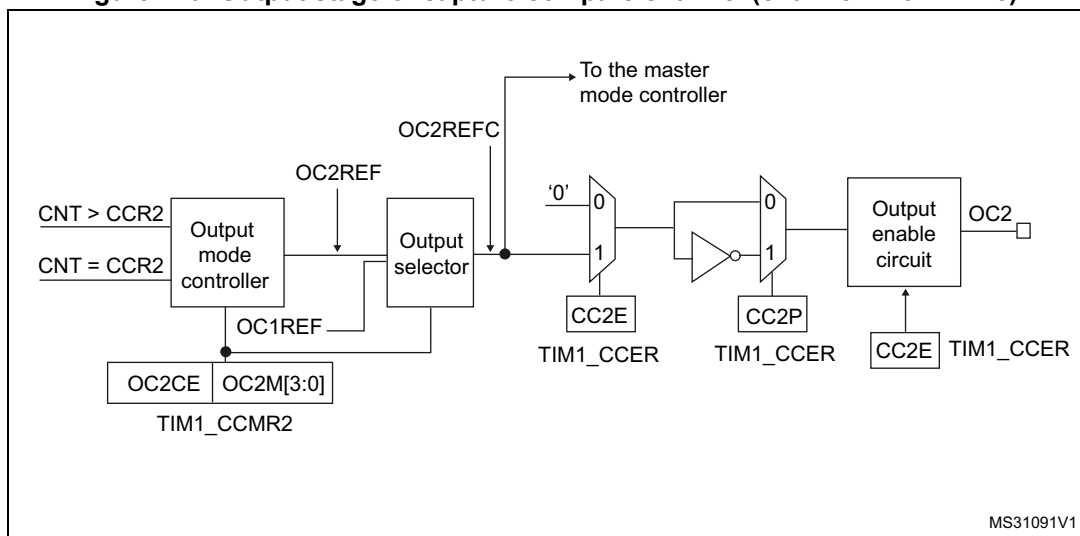 To the master
mode controller
OC2REFC
OC2REF
'0'
0
0
CNT > CCR2
Output
mode
controller
Output
selector
Output
enable
circuit
OC2
CNT = CCR2
1
1
OC1REF
CC2E
CC2P
TIM1_CCER
TIM1_CCER
CC2E
TIM1_CCER
OC2CE
OC2M[3:0]
TIM1_CCMR2
MS31091V1